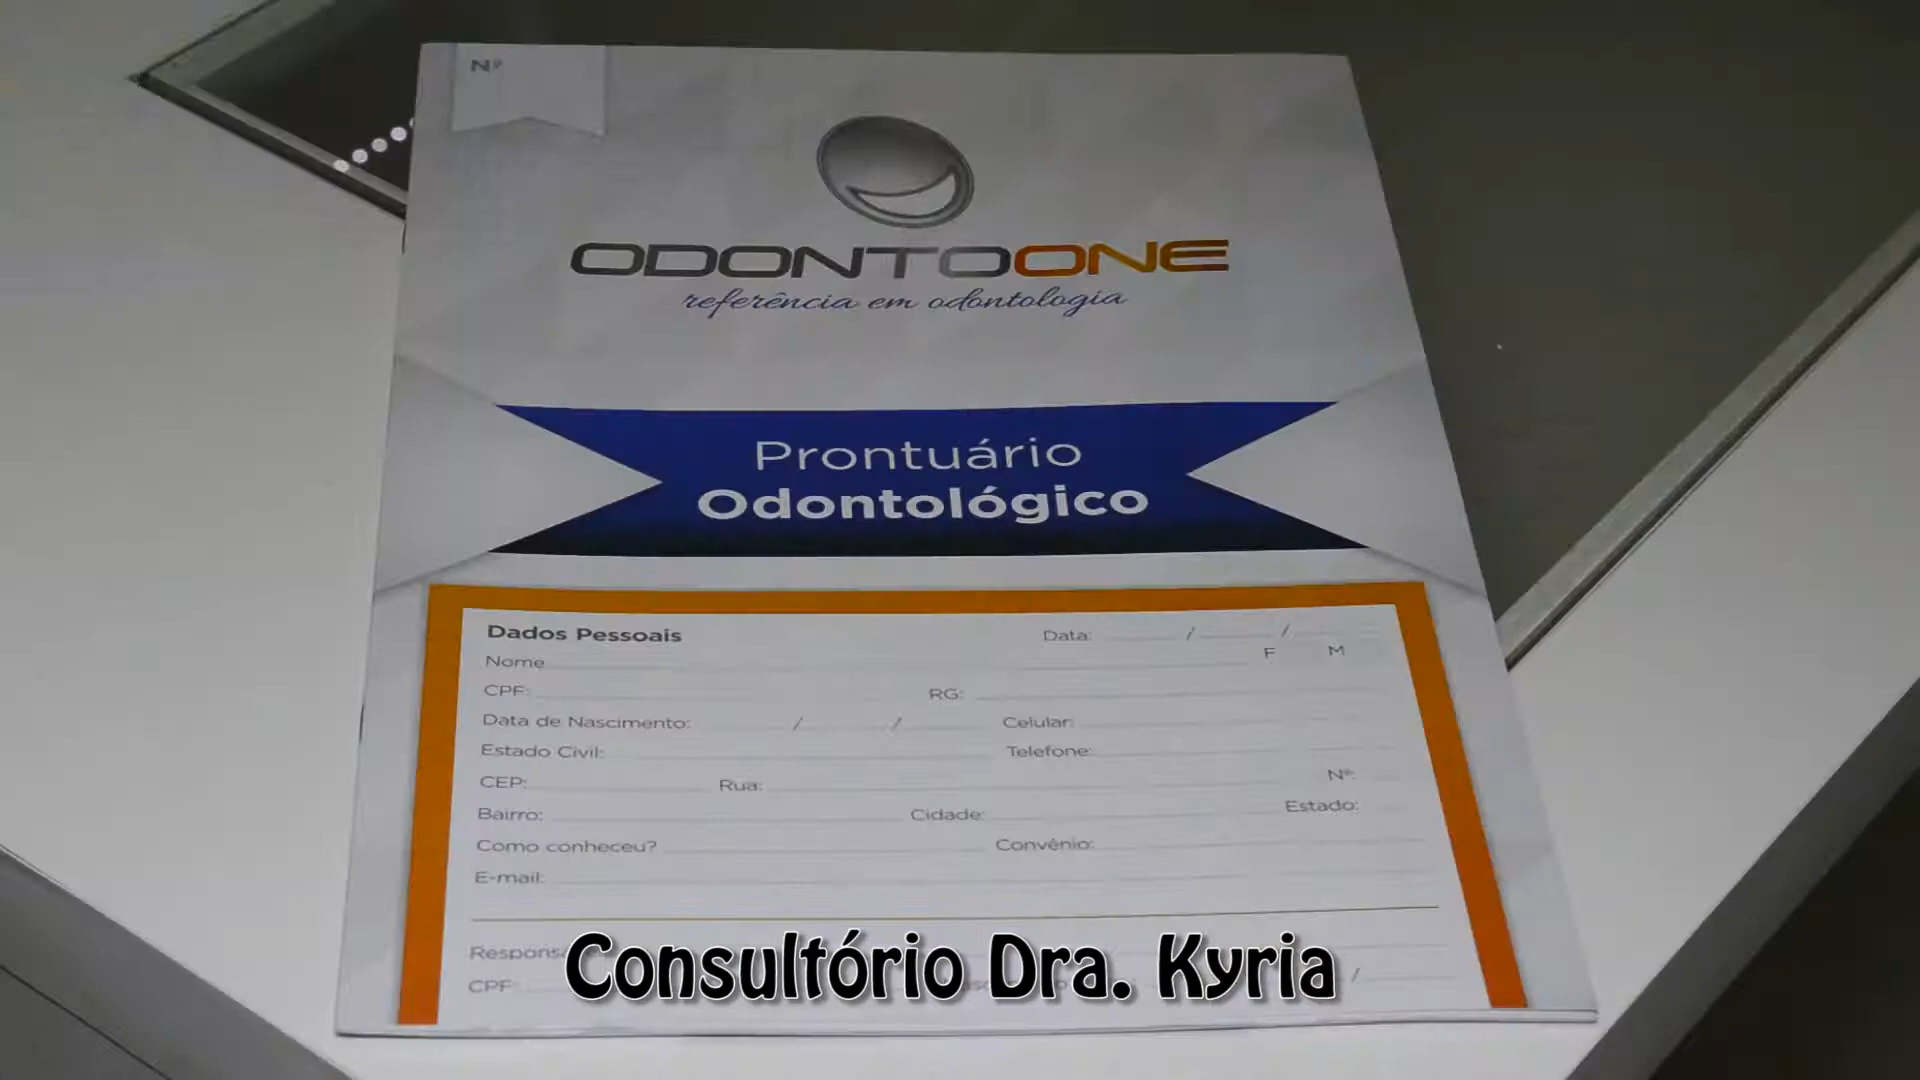 Nº
ODONTOONE
referência em odontologia
Prontuário
Odontológico
Dados Pessoais Data: / /
Nome F M
CPF: RG:
Data de Nascimento: / / Celular:
Estado Civil: Telefone:
CEP: Rua: Nº:
Bairro: Cidade: Estado:
Como conheceu? Convênio:
E-mail:
CPF: /
Consultório Dra. Kyria